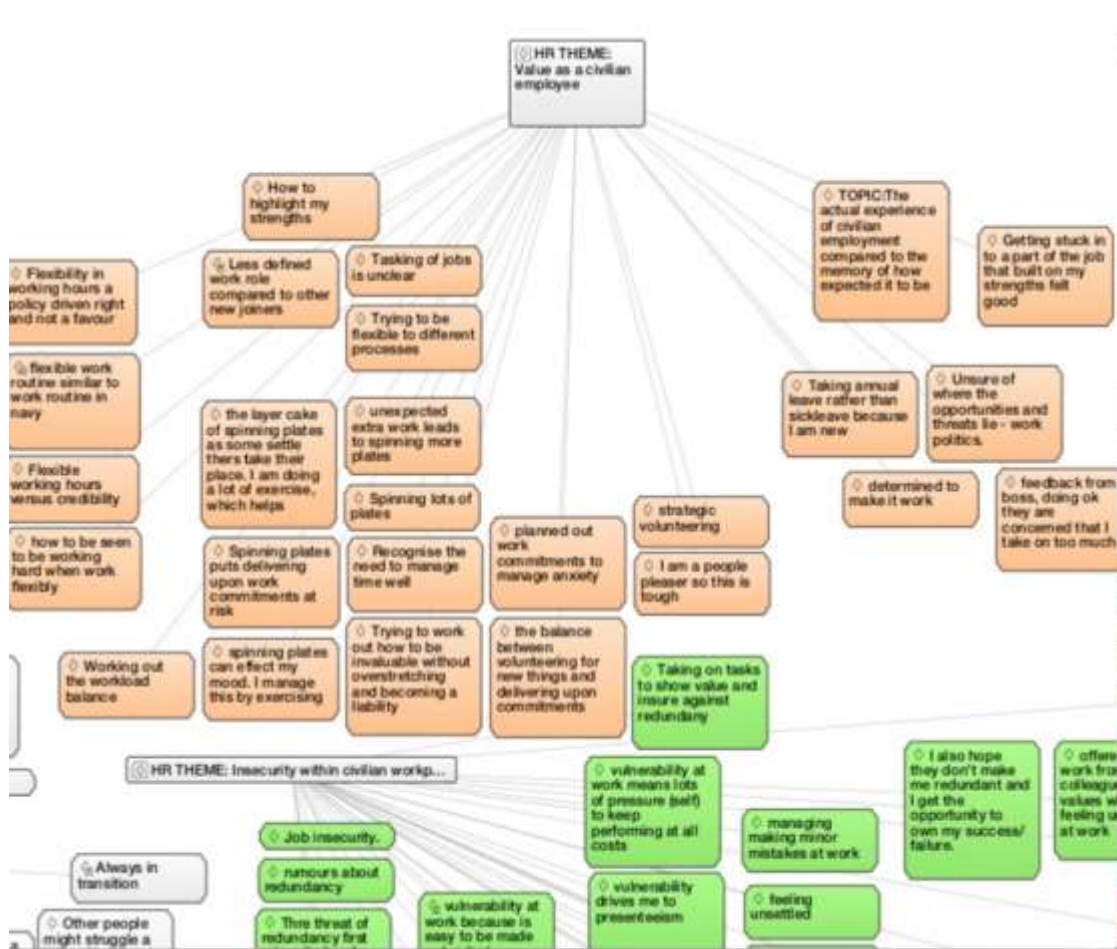 HR THEME:
Value as a civilian
employee
How to
highlight my
strengths
TOPIC:The
actual experience
of civilian
employment
compared to the
memory of how
expected it to be
Getting stuck in
to a part of the job
that built on my
strengths felt
good
Flexibility in
working hours a
policy driven right
and not a favour
Less defined
work role
compared to other
new joiners
Tasking of jobs
is unclear
Trying to be
flexible to different
processes
flexible work
routine similar to
work routine in
navy
the layer cake
of spinning plates
as some settle
thers take their
place. I am doing
a lot of exercise,
which helps
unexpected
extra work leads
to spinning more
plates
Taking annual
leave rather than
sickleave because
I am new
Unsure of
where the
opportunities and
threats lie - work
politics.
Flexible
working hours
versus credibility
Spinning lots of
plates
determined to
make it work
feedback from
boss, doing ok
they are
concerned that I
take on too much
strategic
volunteering
planned out
work
commitments to
manage anxiety
how to be seen
to be working
hard when work
flexibly
Spinning plates
puts delivering
upon work
commitments at
risk
Recognise the
need to manage
time well
I am a people
pleaser so this is
tough
Working out
the workload
balance
spinning plates
can effect my
mood. I manage
this by exercising
Trying to work
out how to be
invaluable without
overstretching
and becoming a
liability
the balance
between
volunteering for
new things and
delivering upon
commitments
Taking on tasks
to show value and
insure against
redundany
HR THEME: Insecurity within civilian workp...
vulnerability at
work means lots
of pressure (self)
to keep
performing at all
costs
I also hope
they don't make
me redundant and
I get the
opportunity to
own my success/
failure.
offere
work fro
colleagu
values w
feeling u
at work
managing
making minor
mistakes at work
Job insecurity.
Always in
transition
rumours about
redundancy
vulnerability
drives me to
presenteeism
feeling
unsettled
Other people
might struggle a
Thre threat of
redundancy first
vulnerability at
work because is
easy to be made